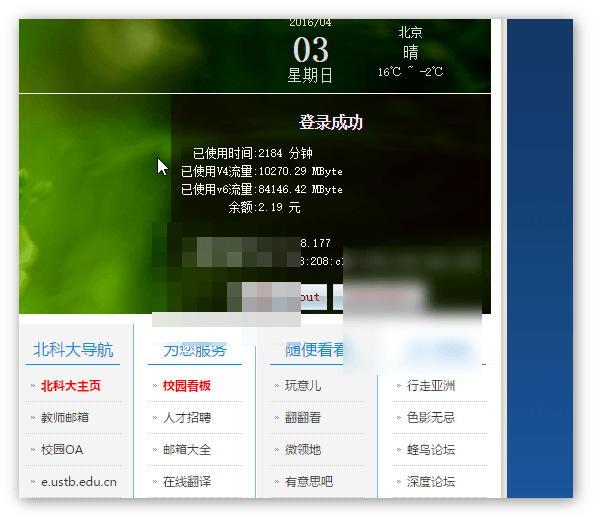 2016/04
03
星期日
北京
晴
16℃ ~ -2℃
登录成功
已使用时间:2184 分钟
已使用V4流量:10270.29 MByte
已使用v6流量:84146.42 MByte
余额:2.19 元
8.177
:208:c
out
北科大导航 为您服务 随便看看
北科大主页 校园看板 玩意儿 行走亚洲
教师邮箱 人才招聘 翻翻看 色影无忌
校园OA 邮箱大全 微领地 蜂鸟论坛
e.ustb.edu.cn 在线翻译 有意思吧 深度论坛